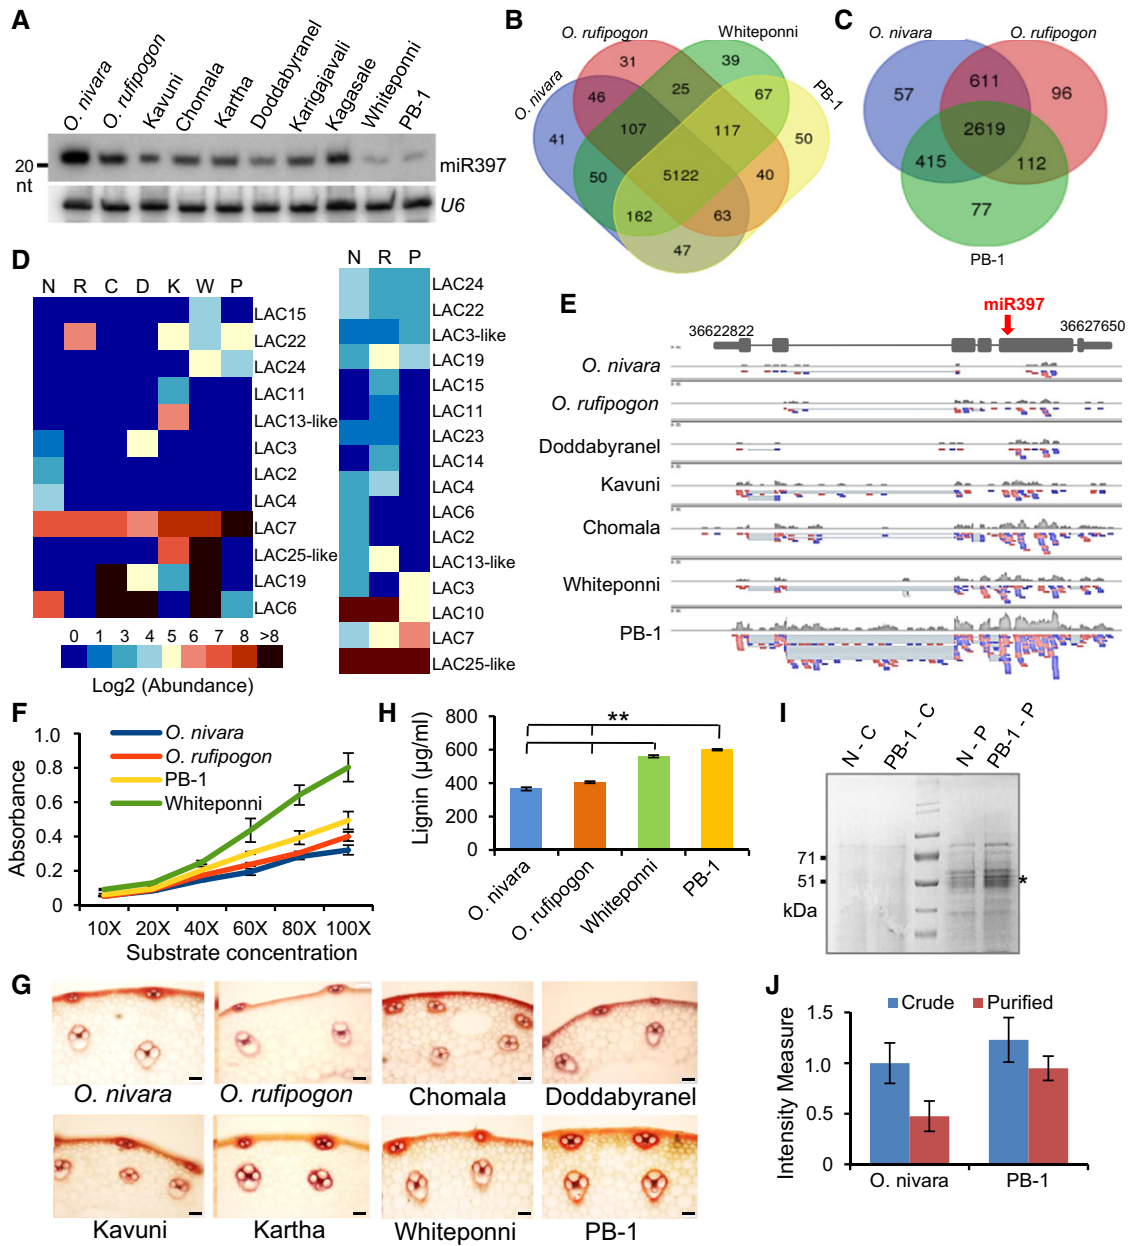 A
O. nivara
O. rufipogon
Kavuni
Chomala
Kartha
Doddabyranel
Karigajavali
Kagasale
Whiteponni
PB-1
20
nt
miR397
U6
B
O. nivara
O. rufipogon
Whiteponni
PB-1
31
39
46
25
67
41
107
117
50
50
5122
40
162
63
47
C
O. nivara
O. rufipogon
57
611
96
2619
415
112
77
PB-1
D
N R C D K W P
LAC15
LAC22
LAC24
LAC11
LAC13-like
LAC3
LAC2
LAC4
LAC7
LAC25-like
LAC19
LAC6
0 1 3 4 5 6 7 8 >8
Log2 (Abundance)
N R P
LAC24
LAC22
LAC3-like
LAC19
LAC15
LAC11
LAC23
LAC14
LAC4
LAC6
LAC2
LAC13-like
LAC3
LAC10
LAC7
LAC25-like
E
miR397
36622822
36627650
O. nivara
O. rufipogon
Doddabyranel
Kavuni
Chomala
Whiteponni
PB-1
F
Absorbance
1.0
0.8
0.6
0.4
0.2
0
O. nivara
O. rufipogon
PB-1
Whiteponni
10X 20X 40X 60X 80X 100X
Substrate concentration
H
Lignin (µg/ml)
800
600
400
200
0
**
O. nivara
O. rufipogon
Whiteponni
PB-1
I
N - C
PB-1 - C
N - P
PB-1 - P
71
51
kDa
*
G
O. nivara
O. rufipogon
Chomala
Doddabyranel
Kavuni
Kartha
Whiteponni
PB-1
J
Crude
Purified
Intensity Measure
1.5
1.0
0.5
0
O. nivara
PB-1